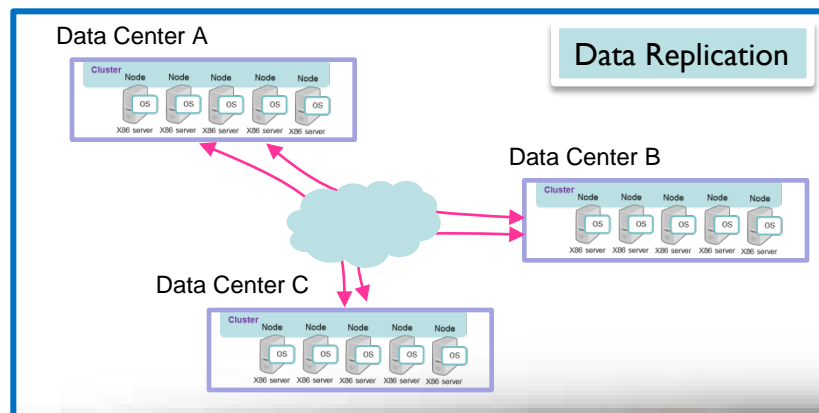 Data Center A
Data Replication
Cluster
Node Node Node Node Node
OS OS OS OS OS
X86 server X86 server X86 server X86 server X86 server
Data Center B
Cluster
Node Node Node Node Node
OS OS OS OS OS
X86 server X86 server X86 server X86 server X86 server
Data Center C
Cluster
Node Node Node Node Node
OS OS OS OS OS
X86 server X86 server X86 server X86 server X86 server